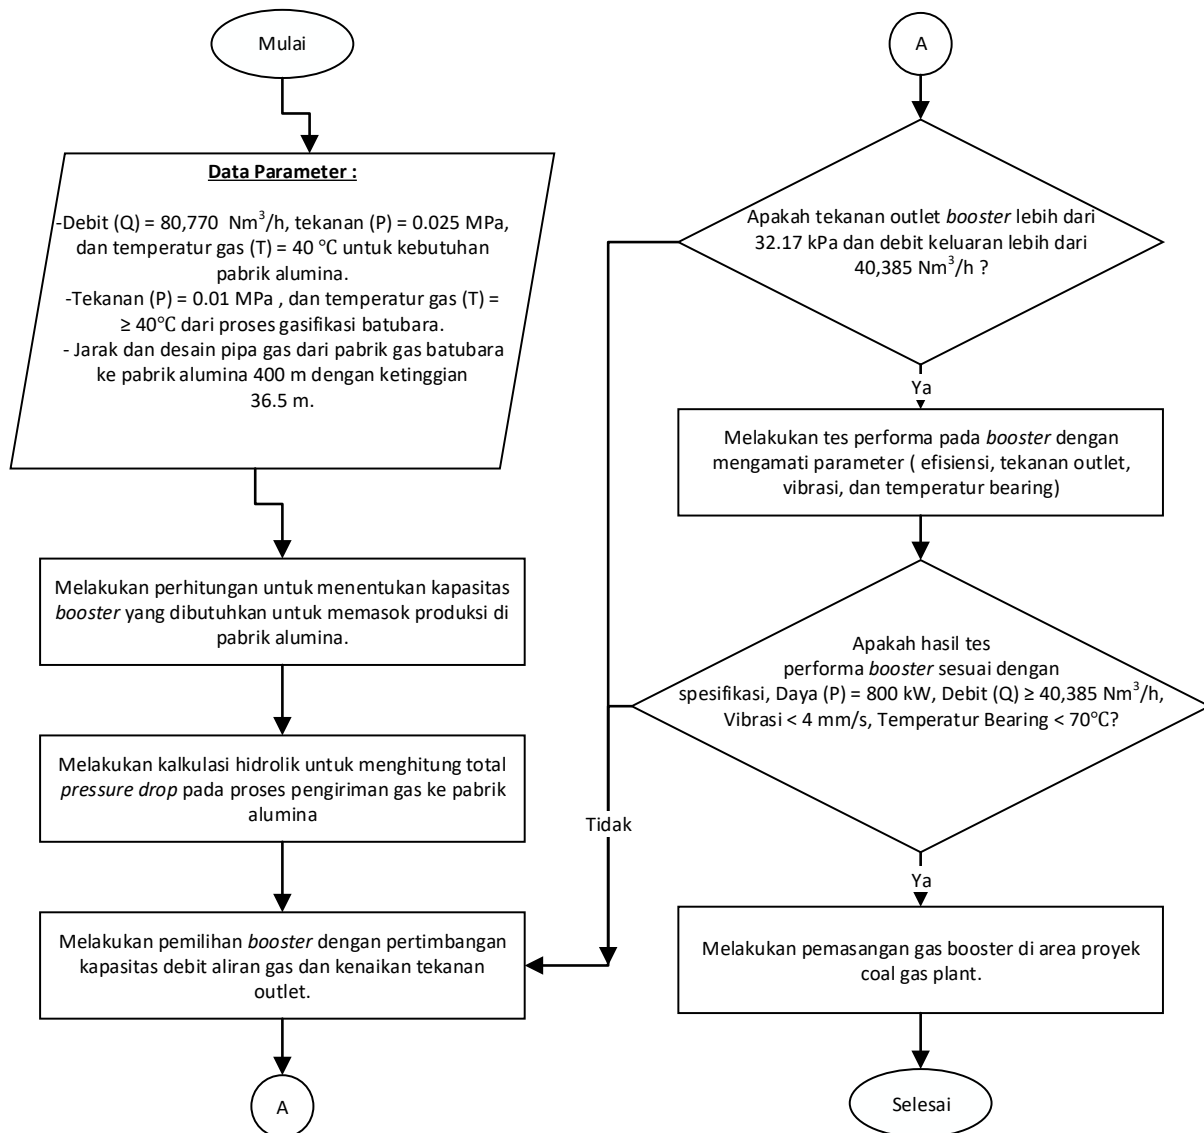 Mulai
Data Parameter :
-Debit (Q) = 80,770 Nm³/h, tekanan (P) = 0.025 MPa,
dan temperatur gas (T) = 40 ℃ untuk kebutuhan
pabrik alumina.
-Tekanan (P) = 0.01 MPa , dan temperatur gas (T) =
≥ 40℃ dari proses gasifikasi batubara.
- Jarak dan desain pipa gas dari pabrik gas batubara
ke pabrik alumina 400 m dengan ketinggian
36.5 m.
Melakukan perhitungan untuk menentukan kapasitas
booster yang dibutuhkan untuk memasok produksi di
pabrik alumina.
Melakukan kalkulasi hidrolik untuk menghitung total
pressure drop pada proses pengiriman gas ke pabrik
alumina
Melakukan pemilihan booster dengan pertimbangan
kapasitas debit aliran gas dan kenaikan tekanan
outlet.
A
A
Apakah tekanan outlet booster lebih dari
32.17 kPa dan debit keluaran lebih dari
40,385 Nm³/h ?
Ya
Melakukan tes performa pada booster dengan
mengamati parameter ( efisiensi, tekanan outlet,
vibrasi, dan temperatur bearing)
Apakah hasil tes
performa booster sesuai dengan
spesifikasi, Daya (P) = 800 kW, Debit (Q) ≥ 40,385 Nm³/h,
Vibrasi < 4 mm/s, Temperatur Bearing < 70℃?
Tidak
Ya
Melakukan pemasangan gas booster di area proyek
coal gas plant.
Selesai